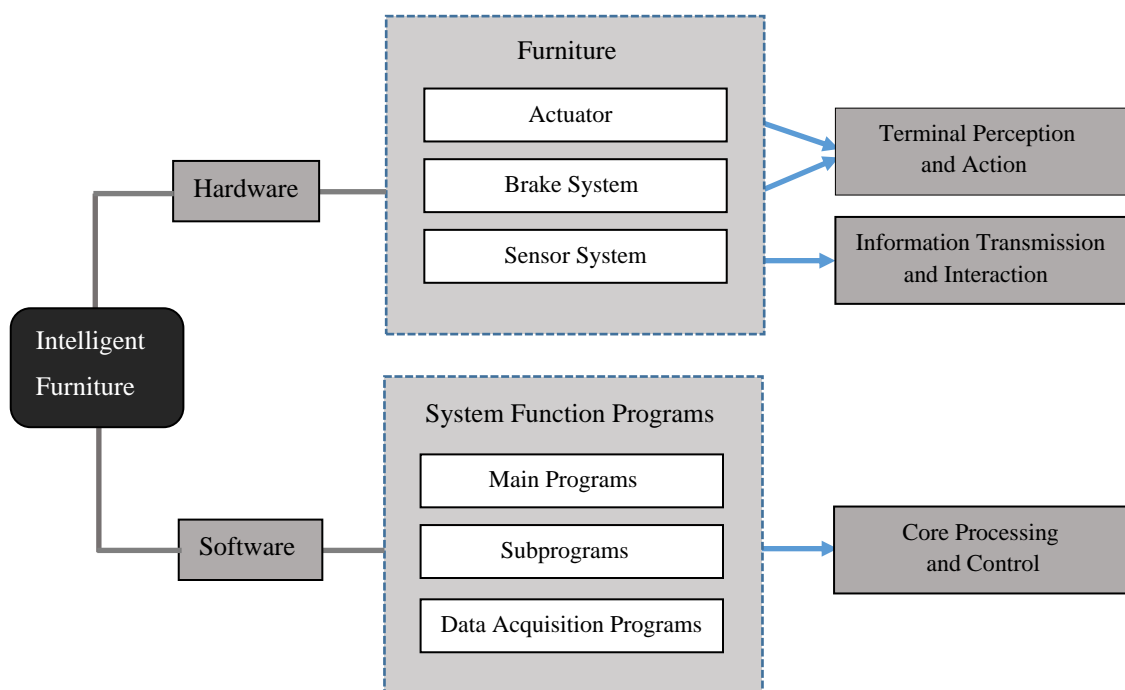 Furniture
Actuator
Brake System
Sensor System
Hardware
Terminal Perception
and Action
Information Transmission
and Interaction
Intelligent
Furniture
System Function Programs
Main Programs
Subprograms
Data Acquisition Programs
Software
Core Processing
and Control